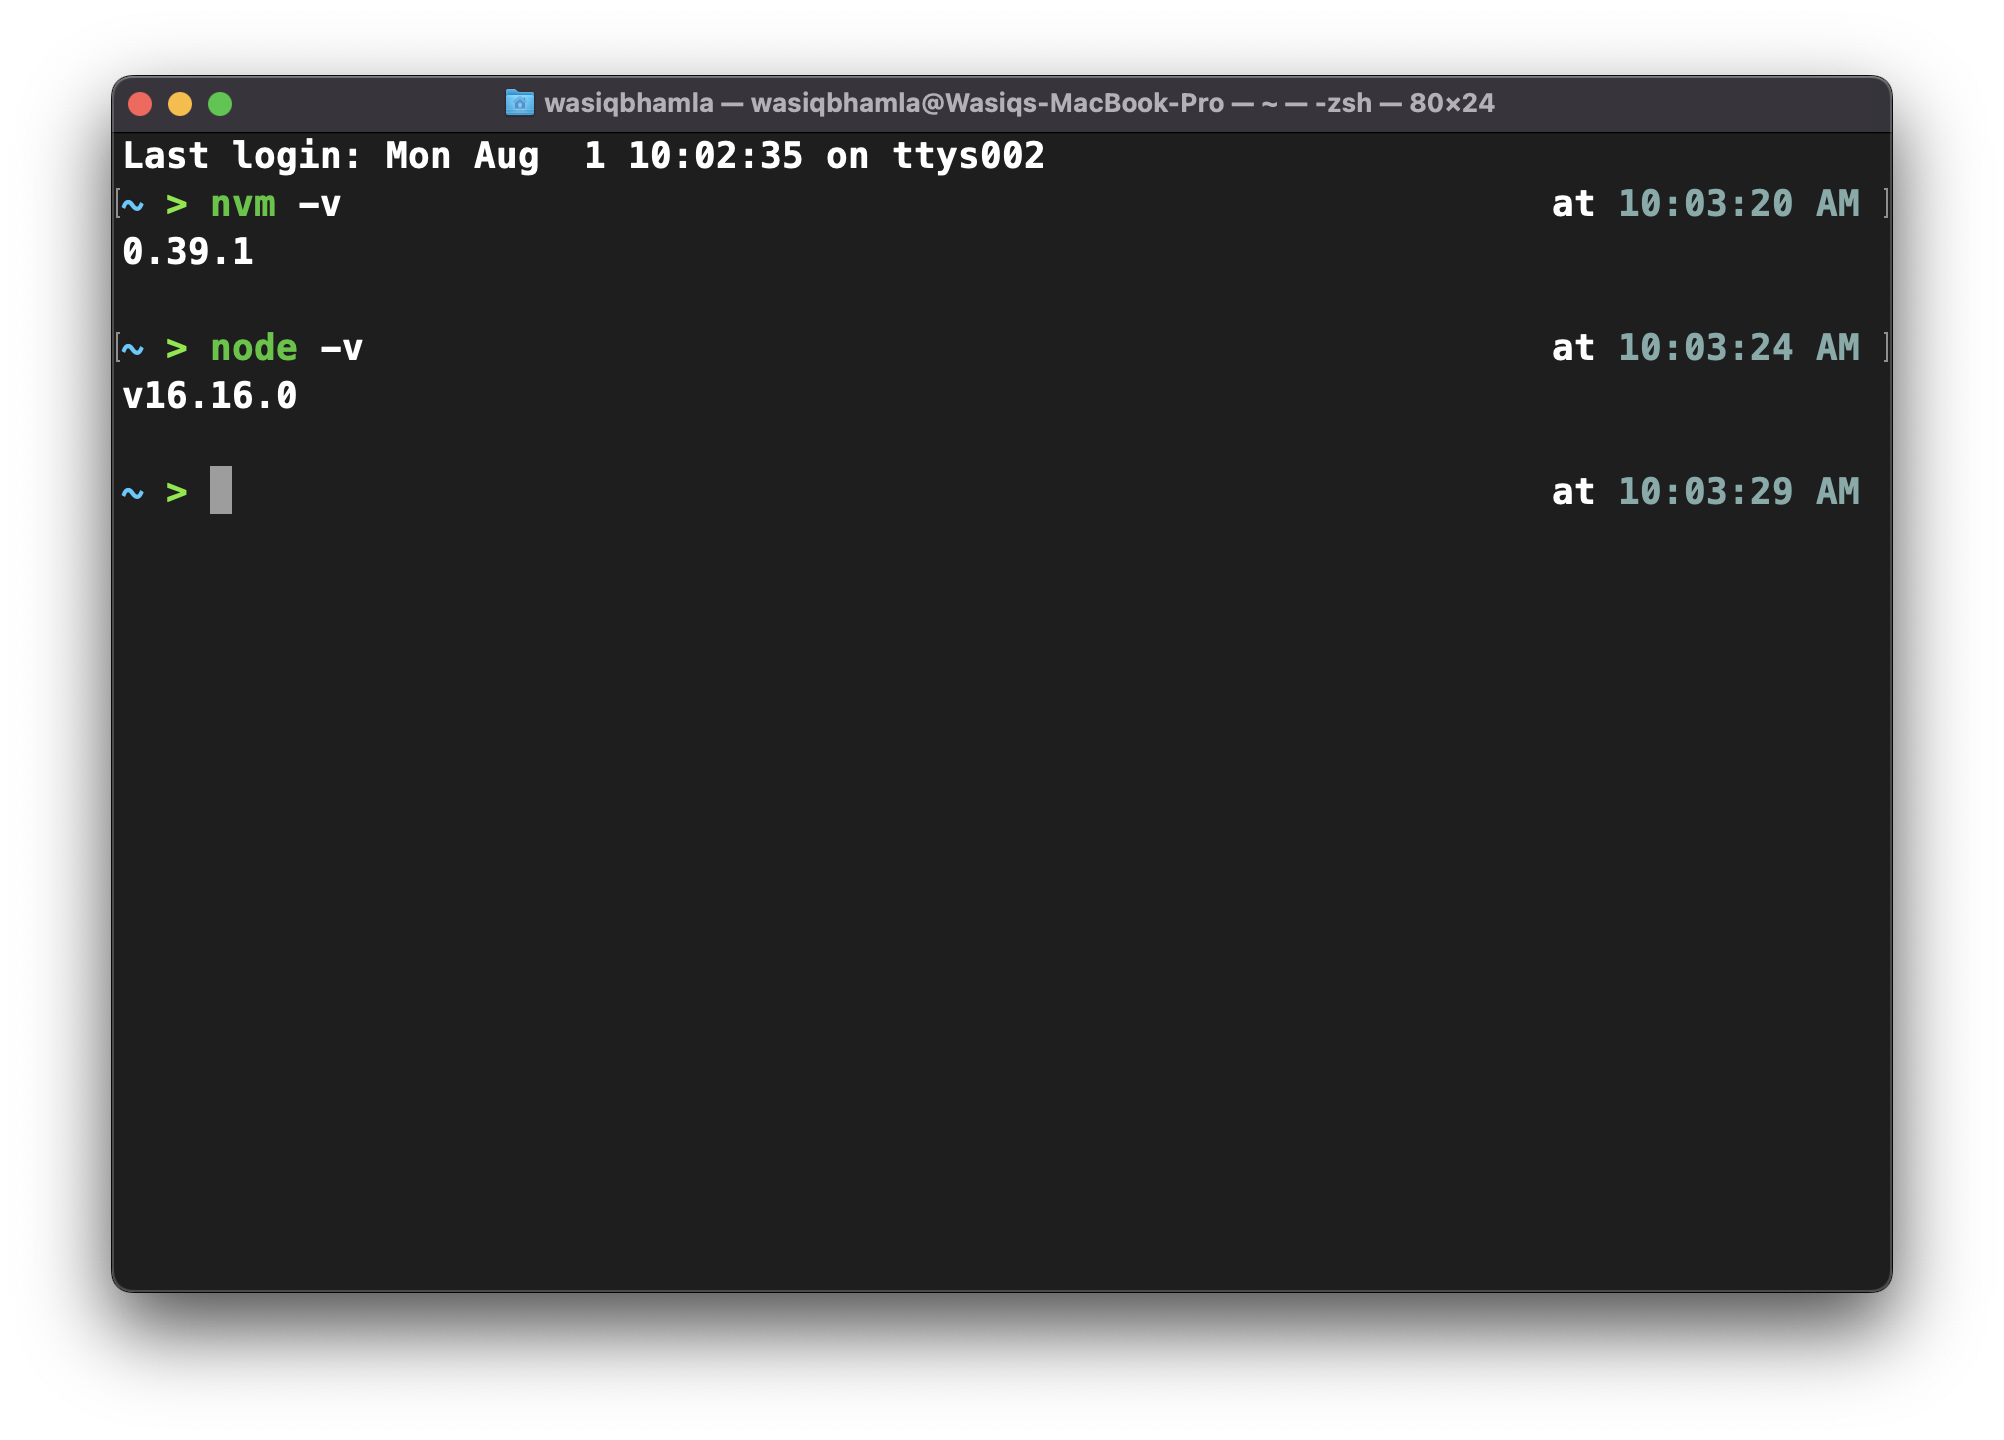 wasiqbhamla — wasiqbhamla@Wasiqs-MacBook-Pro — ~ — -zsh — 80×24
Last login: Mon Aug  1 10:02:35 on ttys002
[~ > nvm -v at 10:03:20 AM ]
0.39.1
[~ > node -v at 10:03:24 AM ]
v16.16.0
~ > at 10:03:29 AM